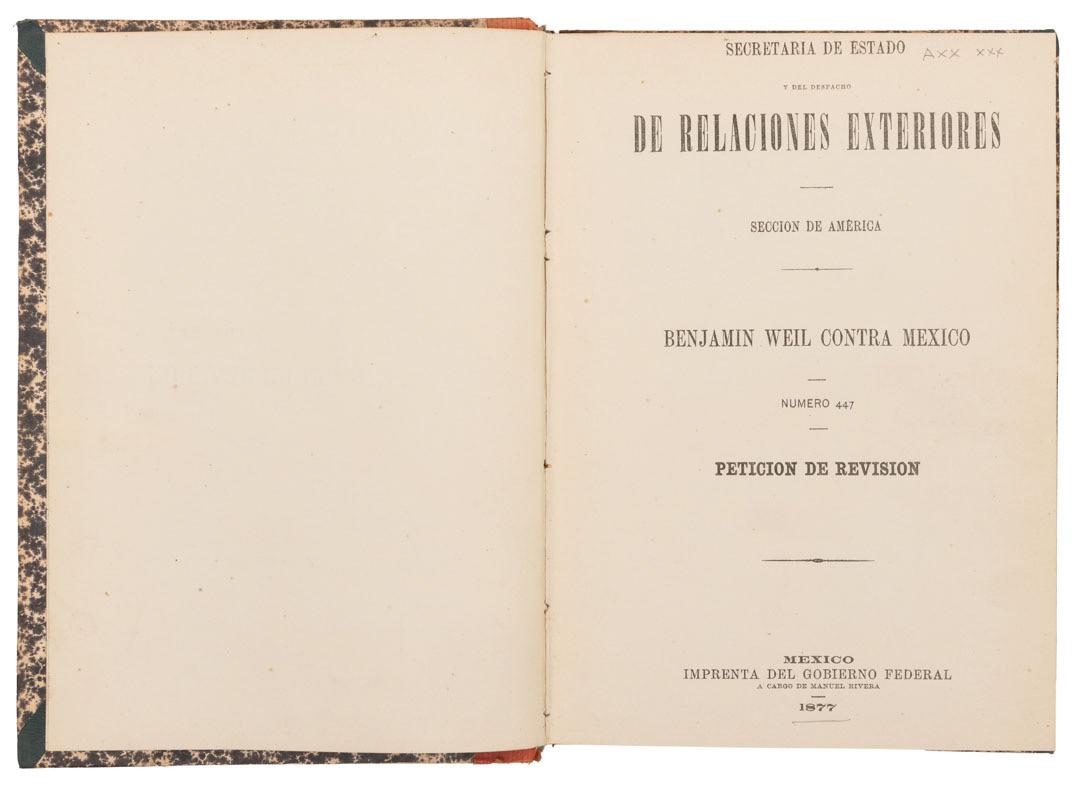 SECRETARIA DE ESTADO
AXX XXX
Y DEL DESPACHO
DE RELACIONES EXTERIORES
SECCION DE AMÉRICA
BENJAMIN WEIL CONTRA MEXICO
NUMERO 447
PETICION DE REVISION
MEXICO
IMPRENTA DEL GOBIERNO FEDERAL
A CARGO DE MANUEL RIVERA
1877